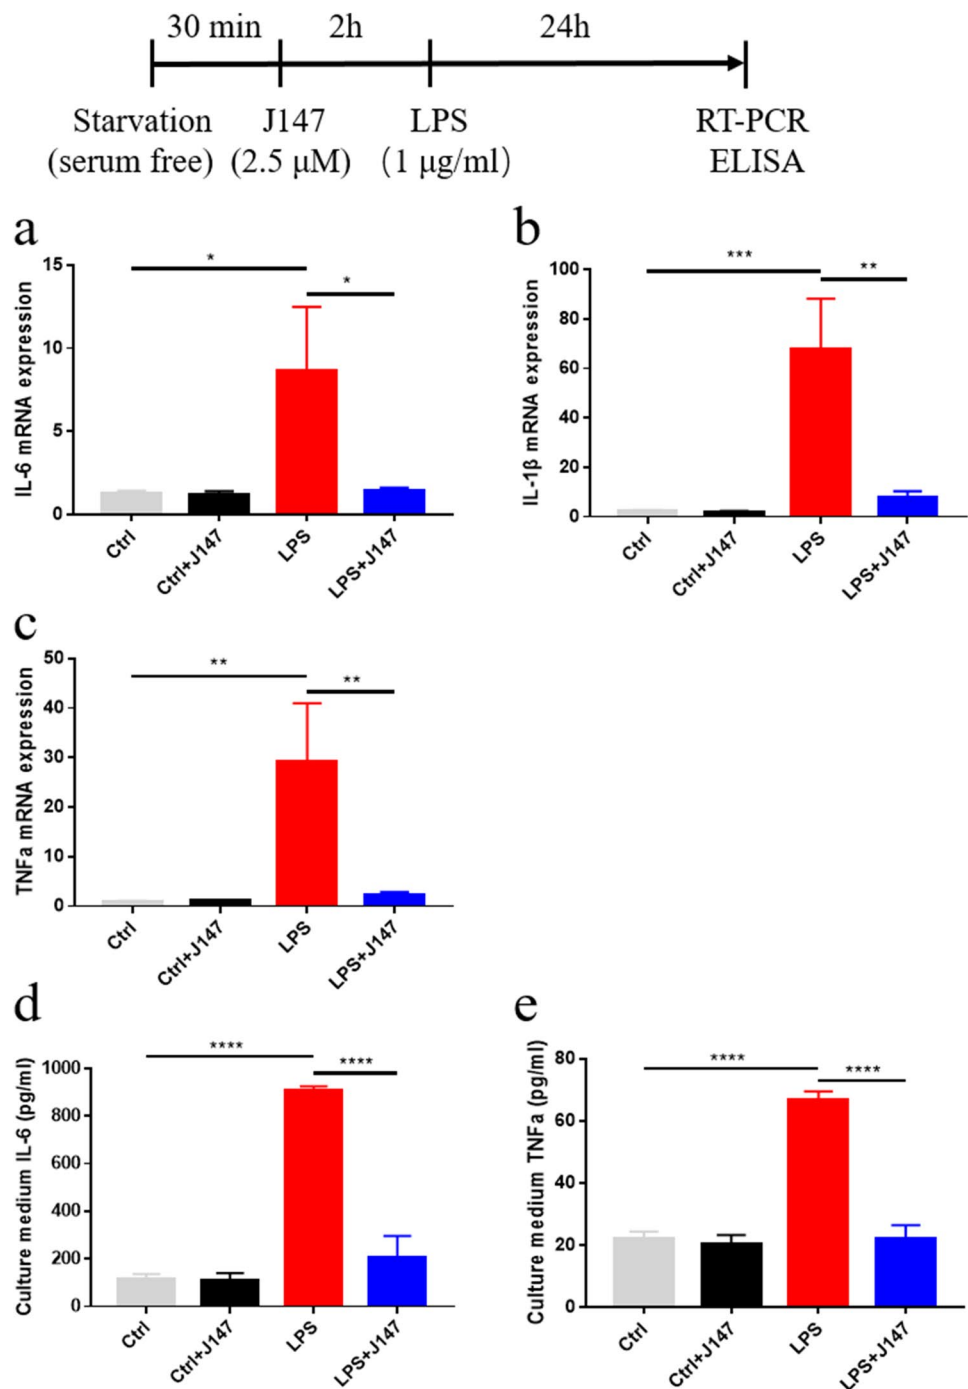 30 min 2h 24h
Starvation J147 LPS RT-PCR
(serum free) (2.5 μM) (1 μg/ml) ELISA
a
IL-6 mRNA expression
15
10
5
0
*
*
Ctrl
Ctrl+J147
LPS
LPS+J147
b
IL-1β mRNA expression
100
80
60
40
20
0
***
**
Ctrl
Ctrl+J147
LPS
LPS+J147
c
TNFa mRNA expression
50
40
30
20
10
0
**
**
Ctrl
Ctrl+J147
LPS
LPS+J147
d
Culture medium IL-6 (pg/ml)
1000
800
600
400
200
0
****
****
Ctrl
Ctrl+J147
LPS
LPS+J147
e
Culture medium TNFa (pg/ml)
80
60
40
20
0
****
****
Ctrl
Ctrl+J147
LPS
LPS+J147